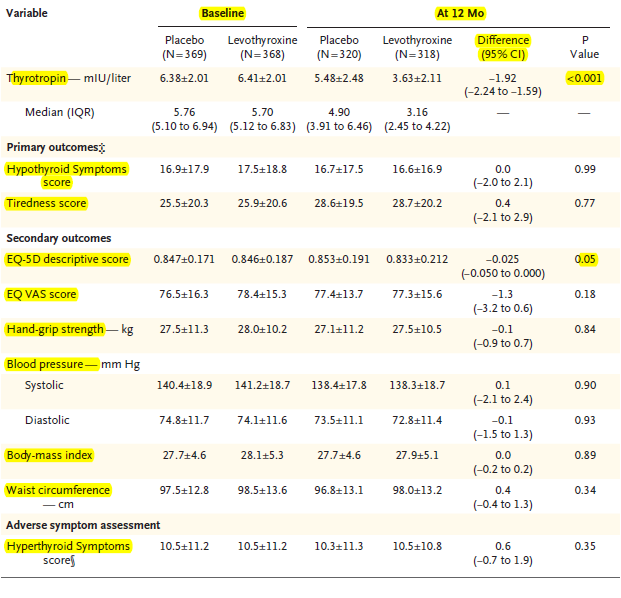 Variable Baseline At 12 Mo
Placebo Levothyroxine Placebo Levothyroxine Difference P
(N=369) (N=368) (N=320) (N=318) (95% CI) Value
Thyrotropin — mIU/liter 6.38±2.01 6.41±2.01 5.48±2.48 3.63±2.11 –1.92 <0.001
(–2.24 to –1.59)
Median (IQR) 5.76 5.70 4.90 3.16 — —
(5.10 to 6.94) (5.12 to 6.83) (3.91 to 6.46) (2.45 to 4.22)
Primary outcomes‡
Hypothyroid Symptoms 16.9±17.9 17.5±18.8 16.7±17.5 16.6±16.9 0.0 0.99
score (–2.0 to 2.1)
Tiredness score 25.5±20.3 25.9±20.6 28.6±19.5 28.7±20.2 0.4 0.77
(–2.1 to 2.9)
Secondary outcomes
EQ-5D descriptive score 0.847±0.171 0.846±0.187 0.853±0.191 0.833±0.212 –0.025 0.05
(–0.050 to 0.000)
EQ VAS score 76.5±16.3 78.4±15.3 77.4±13.7 77.3±15.6 –1.3 0.18
(–3.2 to 0.6)
Hand-grip strength — kg 27.5±11.3 28.0±10.2 27.1±11.2 27.5±10.5 –0.1 0.84
(–0.9 to 0.7)
Blood pressure — mm Hg
Systolic 140.4±18.9 141.2±18.7 138.4±17.8 138.3±18.7 0.1 0.90
(–2.1 to 2.4)
Diastolic 74.8±11.7 74.1±11.6 73.5±11.1 72.8±11.4 –0.1 0.93
(–1.5 to 1.3)
Body-mass index 27.7±4.6 28.1±5.3 27.7±4.6 27.9±5.1 0.0 0.89
(–0.2 to 0.2)
Waist circumference 97.5±12.8 98.5±13.6 96.8±13.1 98.0±13.2 0.4 0.34
— cm (–0.4 to 1.3)
Adverse symptom assessment
Hyperthyroid Symptoms 10.5±11.2 10.5±11.2 10.3±11.3 10.5±10.8 0.6 0.35
score§ (–0.7 to 1.9)